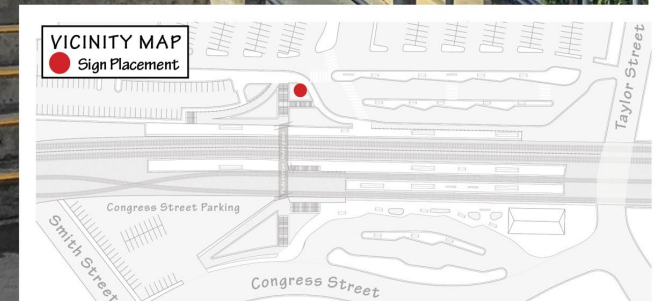 VICINITY MAP
Sign Placement
Taylor Street
Congress Street Parking
Smith Street
Congress Street